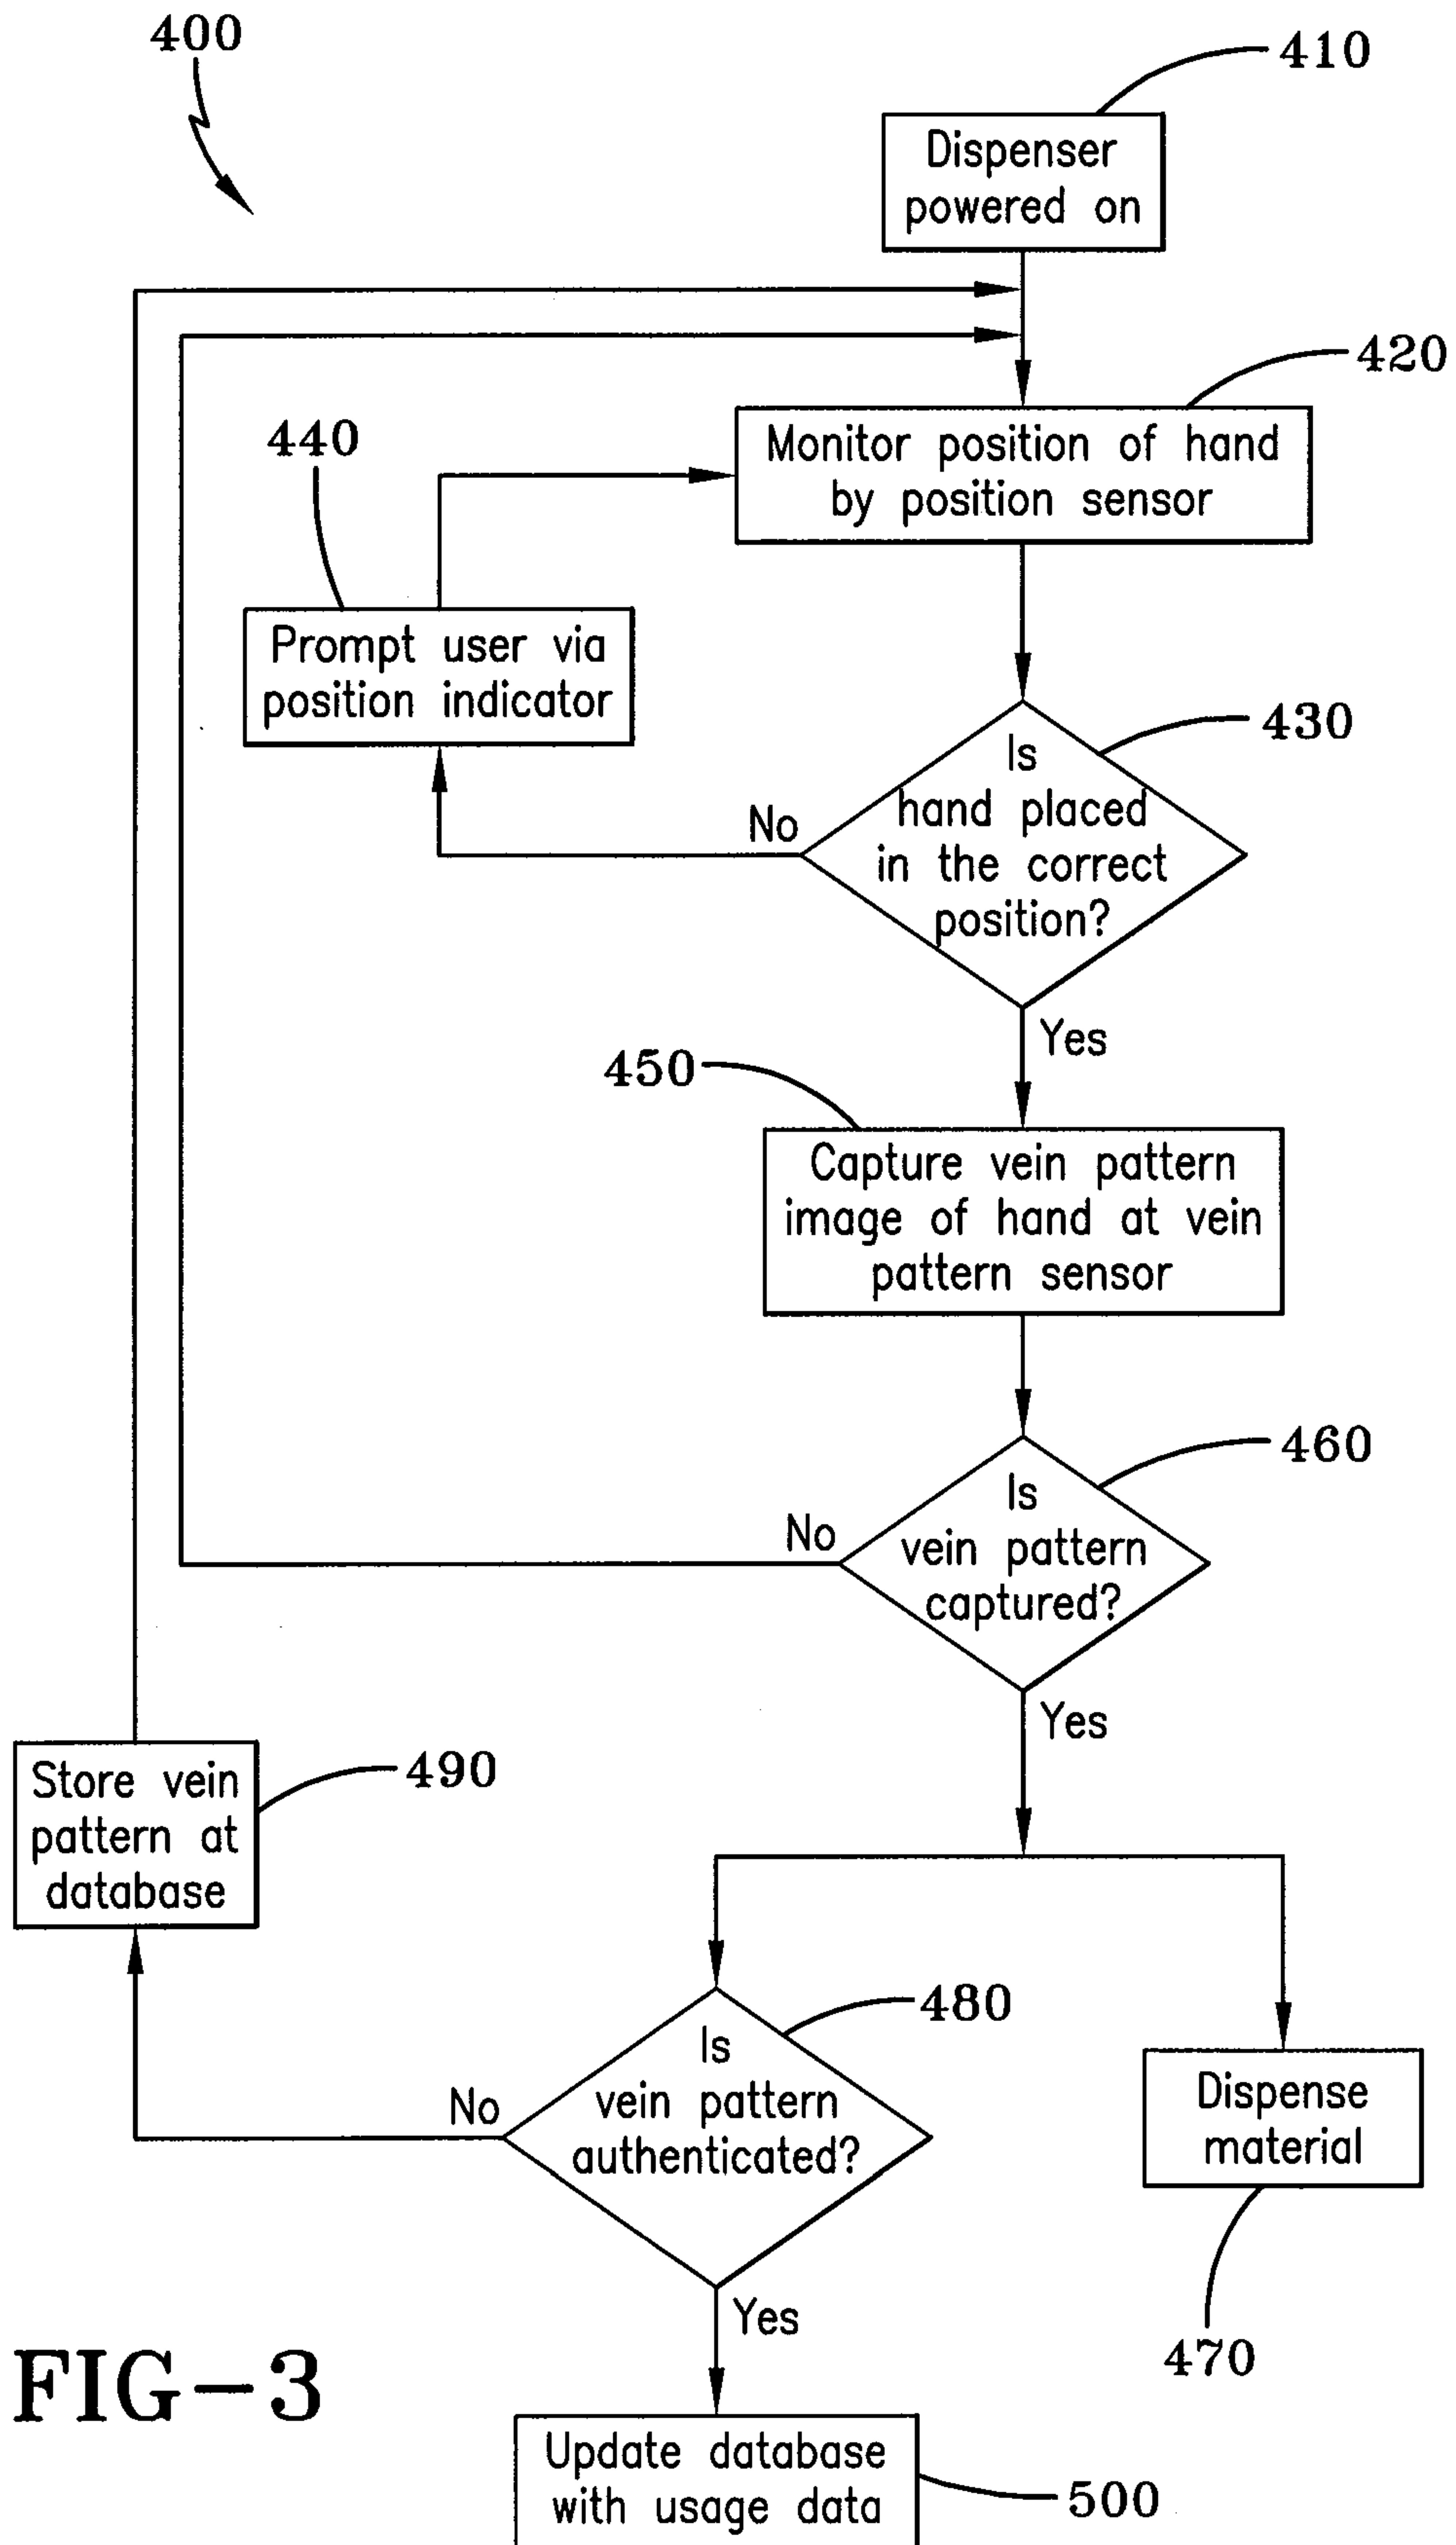 400
410
Dispenser
powered on
420
Monitor position of hand
by position sensor
440
Prompt user via
position indicator
430
Is
hand placed
in the correct
position?
No
Yes
450
Capture vein pattern
image of hand at vein
pattern sensor
460
Is
vein pattern
captured?
No
Yes
490
Store vein
pattern at
database
480
Is
vein pattern
authenticated?
No
Dispense
material
470
Yes
FIG-3
Update database
with usage data
500